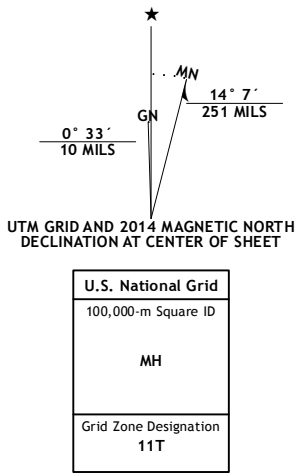 ★
MN
GN
14° 7´
251 MILS
0° 33´
10 MILS
UTM GRID AND 2014 MAGNETIC NORTH
DECLINATION AT CENTER OF SHEET
U.S. National Grid
100,000-m Square ID
MH
Grid Zone Designation
11T